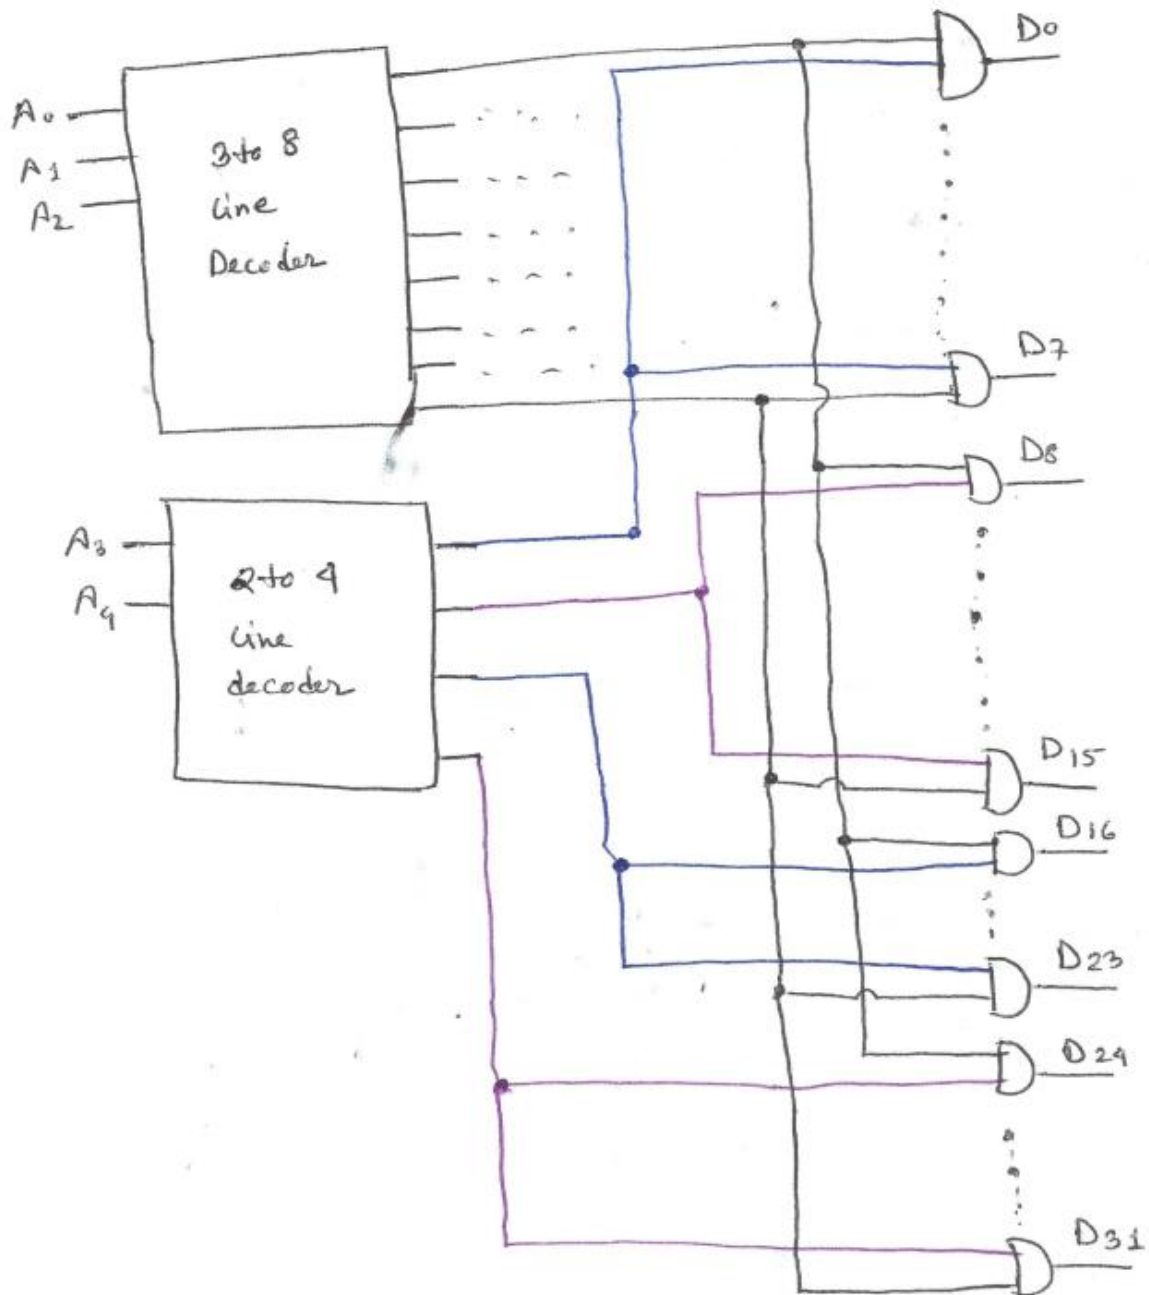 D0
A0
3 to 8
A1
Line
A2
Decoder
D7
D8
A3
2 to 4
A4
Line
decoder
D15
D16
D23
D24
D31